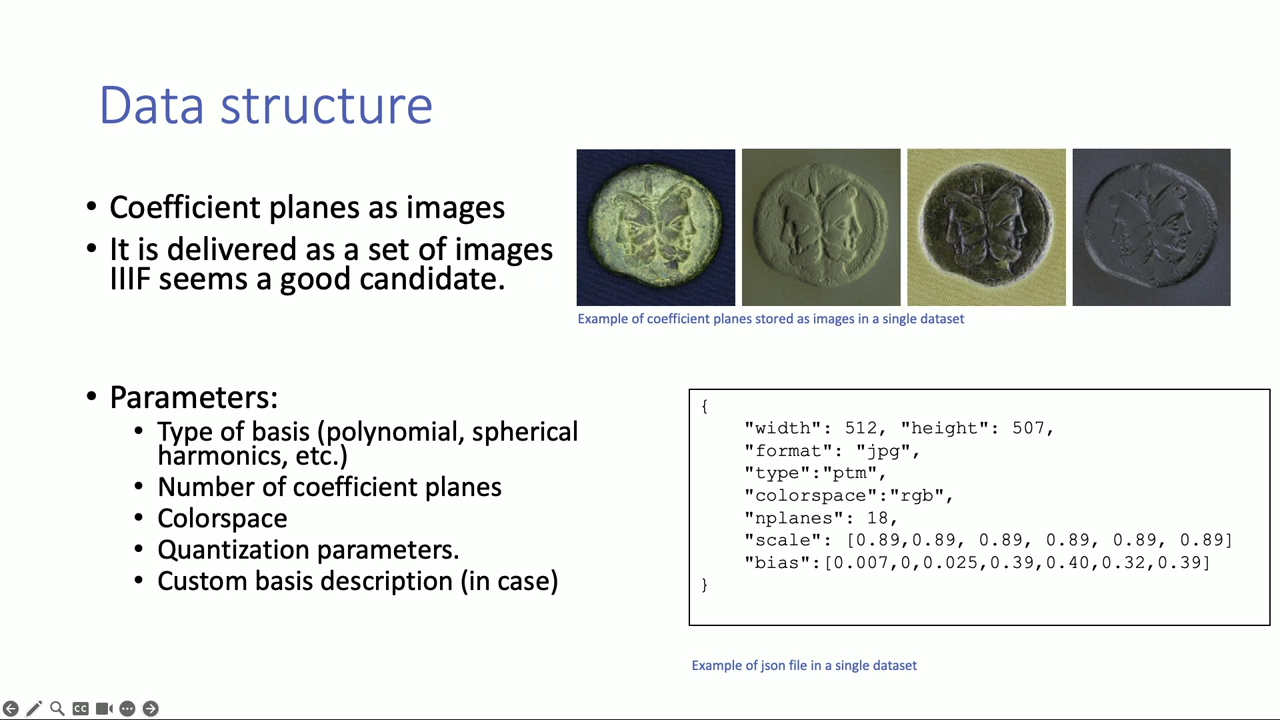 Data structure
• Coefficient planes as images
• It is delivered as a set of images
IIIF seems a good candidate.
Example of coefficient planes stored as images in a single dataset
• Parameters:
• Type of basis (polynomial, spherical
harmonics, etc.)
• Number of coefficient planes
• Colorspace
• Quantization parameters.
• Custom basis description (in case)
{
"width": 512, "height": 507,
"format": "jpg",
"type":"ptm",
"colorspace":"rgb",
"nplanes": 18,
"scale": [0.89,0.89, 0.89, 0.89, 0.89, 0.89]
"bias":[0.007,0,0.025,0.39,0.40,0.32,0.39]
}
Example of json file in a single dataset
CC